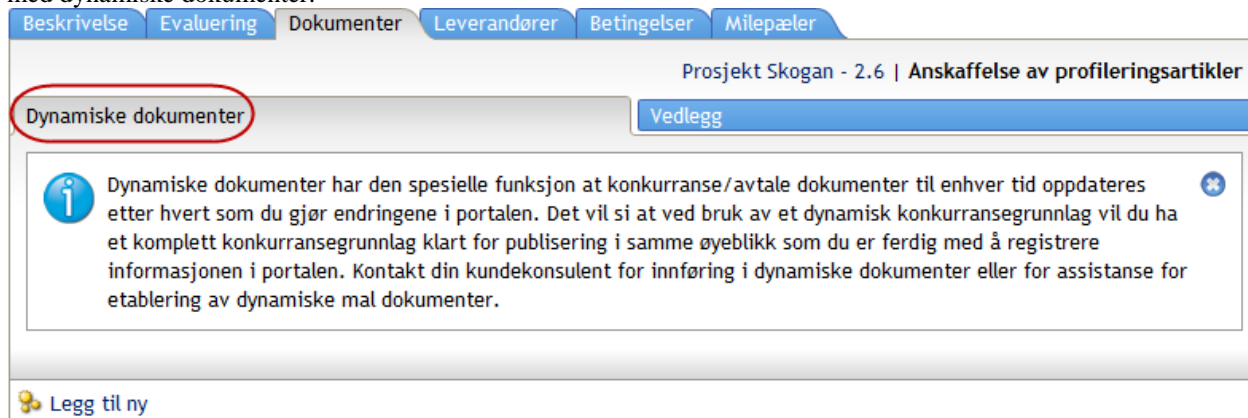 med dynamiske dokumenter.
Beskrivelse Evaluering Dokumenter Leverandører Betingelser Milepæler
Prosjekt Skogan - 2.6 | Anskaffelse av profileringsartikler
Dynamiske dokumenter Vedlegg
Dynamiske dokumenter har den spesielle funksjon at konkurranse/avtale dokumenter til enhver tid oppdateres
etter hvert som du gjør endringene i portalen. Det vil si at ved bruk av et dynamisk konkurransegrunnlag vil du ha
et komplett konkurransegrunnlag klart for publisering i samme øyeblikk som du er ferdig med å registrere
informasjonen i portalen. Kontakt din kundekonsulent for innføring i dynamiske dokumenter eller for assistanse for
etablering av dynamiske mal dokumenter.
Legg til ny